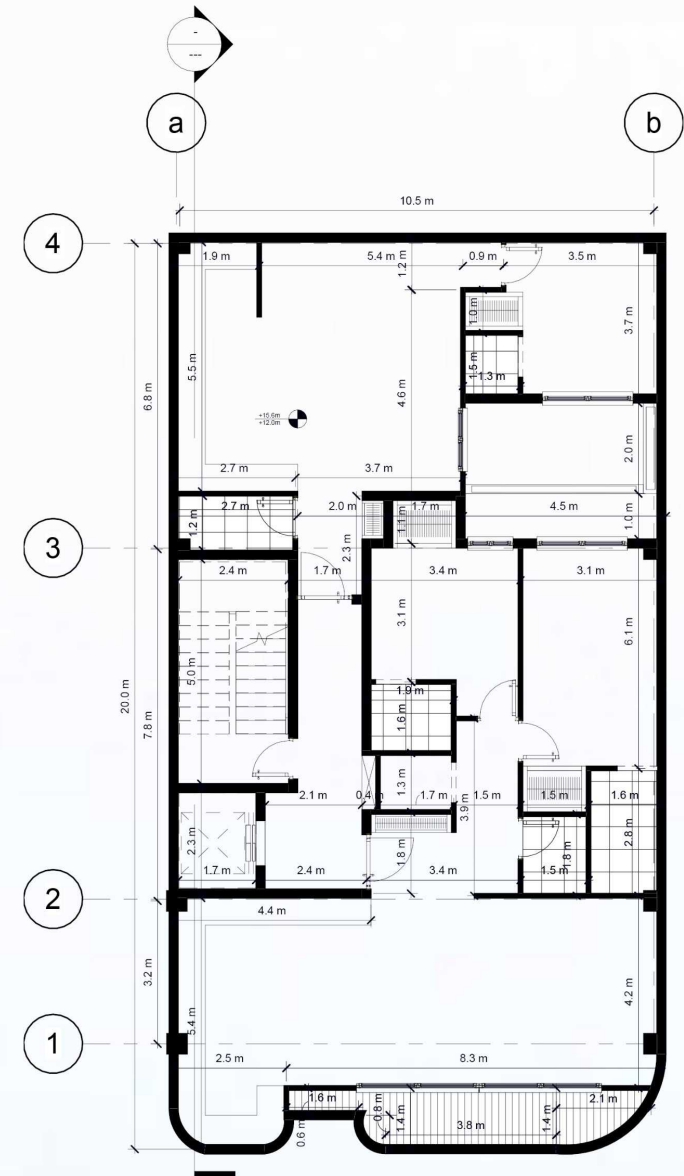 -
---
a
b
10.5 m
4
1.9 m
5.4 m
1.2 m
0.9 m
3.5 m
1.0 m
3.7 m
5.5 m
6.8 m
4.6 m
1.5 m
1.3 m
+15.6m
+12.0m
2.0 m
2.7 m
3.7 m
2.7 m
1.2 m
2.0 m
1.7 m
1.1 m
4.5 m
1.0 m
3
2.3 m
2.4 m
1.7 m
3.4 m
3.1 m
3.1 m
6.1 m
5.0 m
20.0 m
7.8 m
1.9 m
1.6 m
1.3 m
2.1 m
0.4
1.7 m
1.5 m
1.5 m
1.6 m
3.9 m
2.3 m
1.8 m
1.8 m
2.8 m
1.7 m
2.4 m
3.4 m
1.5 m
2
4.4 m
3.2 m
4.2 m
5.4 m
1
2.5 m
8.3 m
1.6 m
0.8 m
1.4 m
1.4 m
2.1 m
0.6 m
3.8 m